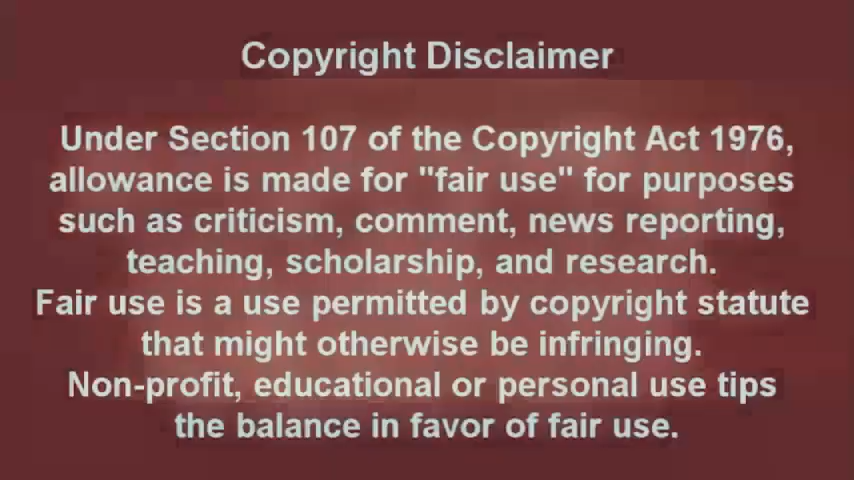 Copyright Disclaimer
Under Section 107 of the Copyright Act 1976,
allowance is made for "fair use" for purposes
such as criticism, comment, news reporting,
teaching, scholarship, and research.
Fair use is a use permitted by copyright statute
that might otherwise be infringing.
Non-profit, educational or personal use tips
the balance in favor of fair use.